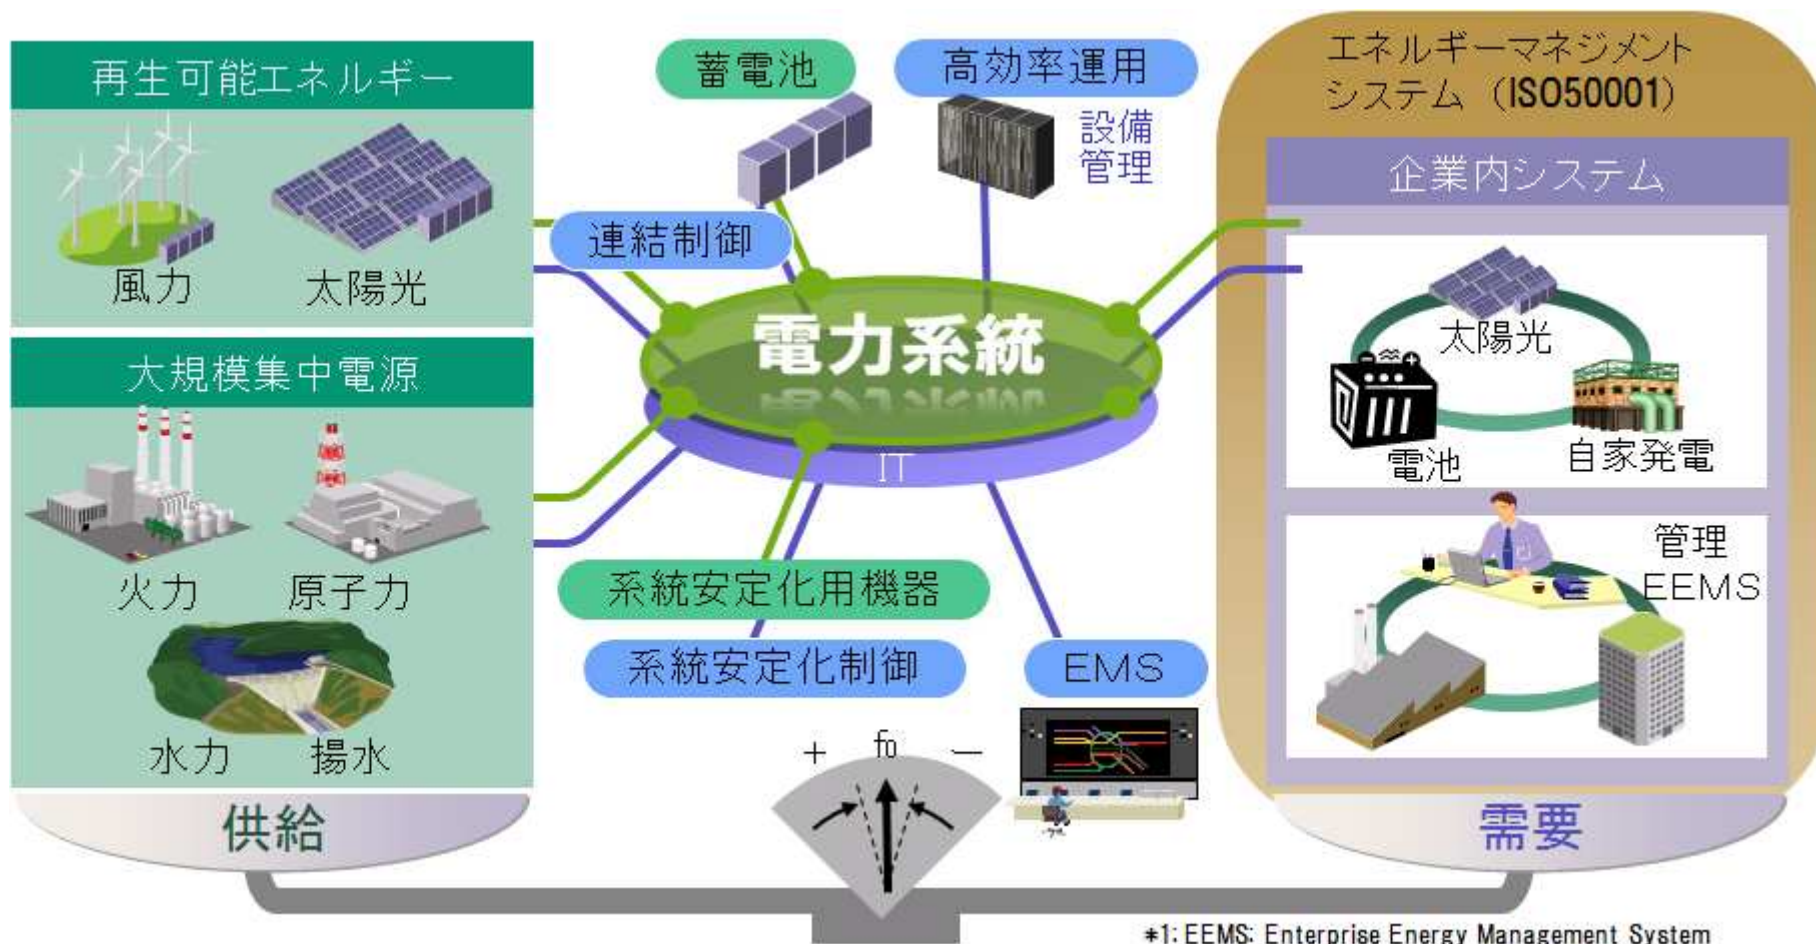 再生可能エネルギー
風力
太陽光
大規模集中電源
火力
原子力
水力
揚水
供給
蓄電池
高効率運用
設備
管理
連結制御
電力系統
IT
系統安定化用機器
系統安定化制御
EMS
+
f0
－
エネルギーマネジメント
システム（ISO50001）
企業内システム
太陽光
電池
自家発電
管理
EEMS
需要
*1: EEMS: Enterprise Energy Management System